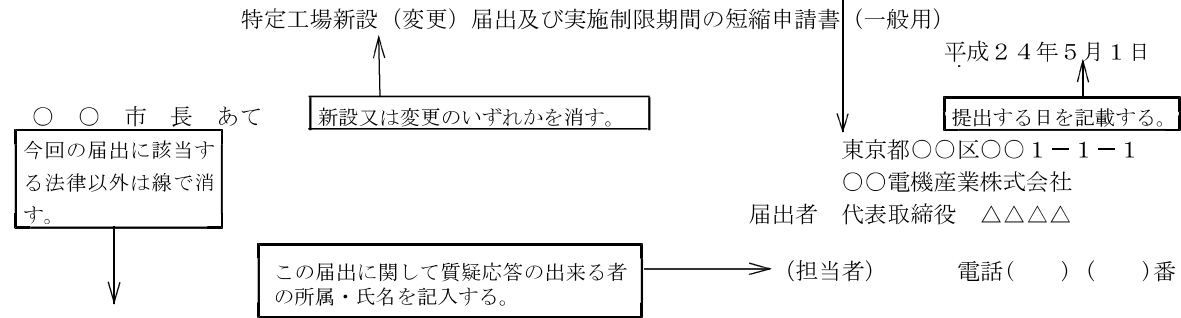 特定工場新設（変更）届出及び実施制限期間の短縮申請書（一般用）
平成２４年５月１日
○　○　市　長　あて
新設又は変更のいずれかを消す。
提出する日を記載する。
今回の届出に該当す
る法律以外は線で消
す。
東京都○○区○○１－１－１
○○電機産業株式会社
届出者　代表取締役　△△△△
この届出に関して質疑応答の出来る者
の所属・氏名を記入する。
（担当者）　　　電話(　　)（　　)番